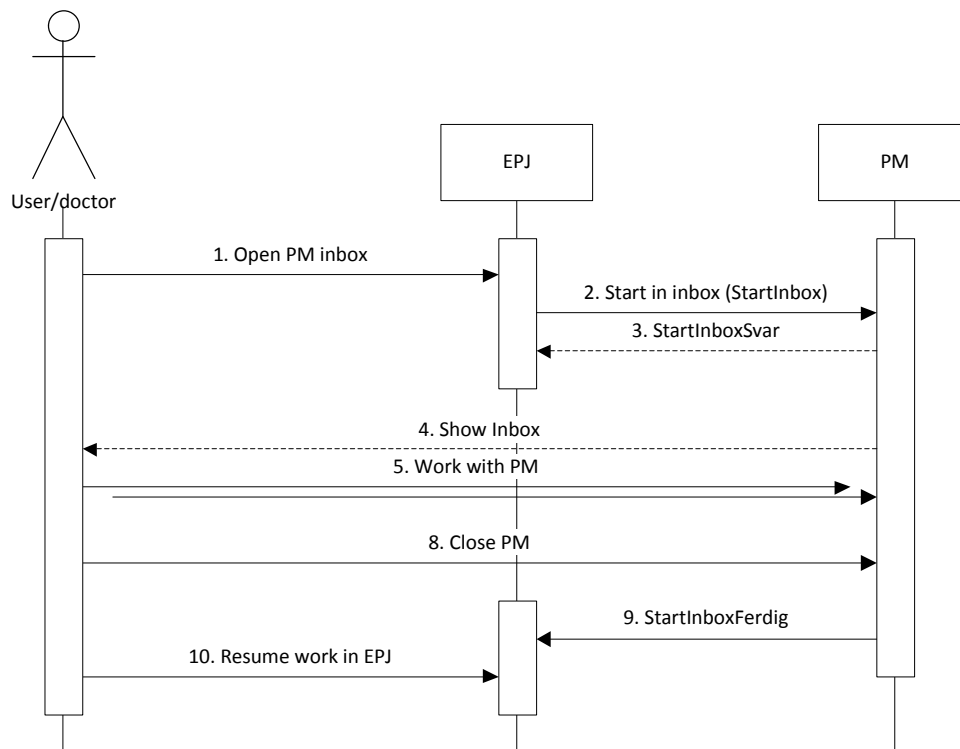 User/doctor
EPJ
PM
1. Open PM inbox
2. Start in inbox (StartInbox)
3. StartInboxSvar
4. Show Inbox
5. Work with PM
8. Close PM
9. StartInboxFerdig
10. Resume work in EPJ